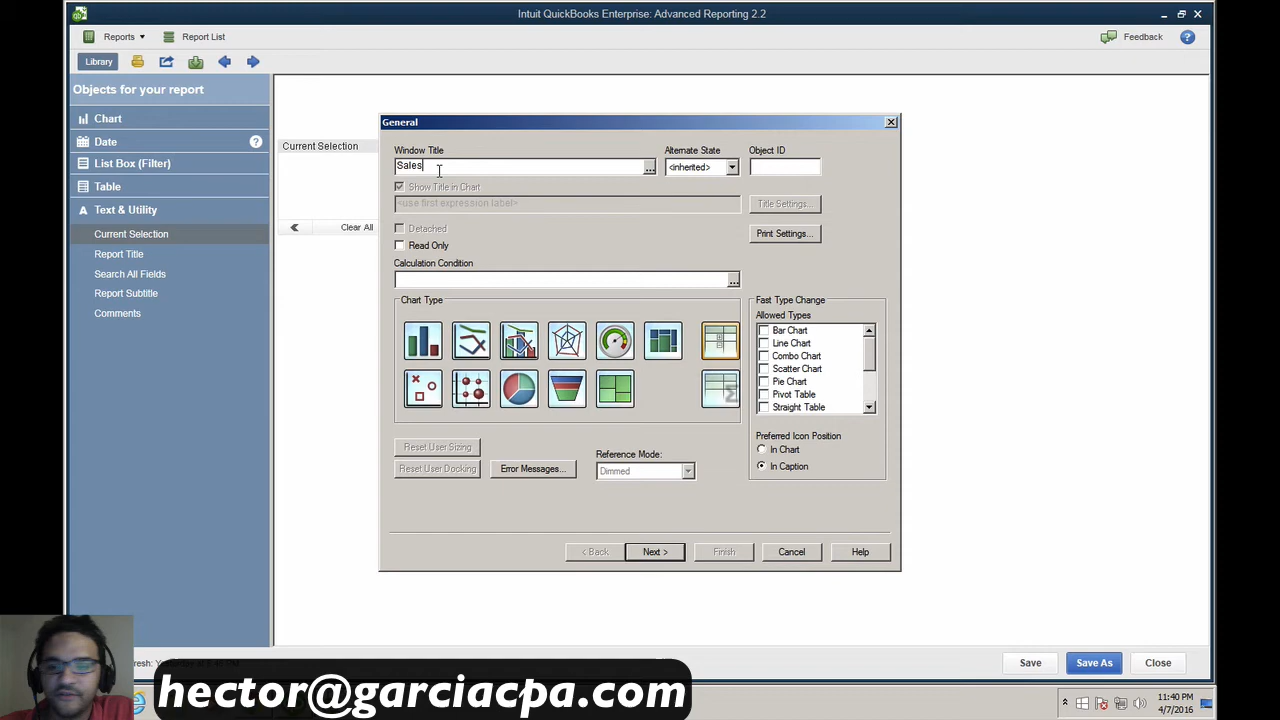 Intuit QuickBooks Enterprise: Advanced Reporting 2.2
Reports
Report List
Feedback
Library
Objects for your report
Chart
Date
List Box (Filter)
Table
Text & Utility
Current Selection
Report Title
Search All Fields
Report Subtitle
Comments
Current Selection
Clear All
General
Window Title
Alternate State
Object ID
Sales
<inherited>
Show Title in Chart
<use first expression label>
Title Settings...
Detached
Read Only
Print Settings...
Calculation Condition
Chart Type
Fast Type Change
Allowed Types
Bar Chart
Line Chart
Combo Chart
Scatter Chart
Pie Chart
Pivot Table
Straight Table
Preferred Icon Position
In Chart
In Caption
Reset User Sizing
Reset User Docking
Error Messages...
Reference Mode:
Dimmed
< Back
Next >
Finish
Cancel
Help
Save
Save As
Close
hector@garciacpa.com
11:40 PM
4/7/2016